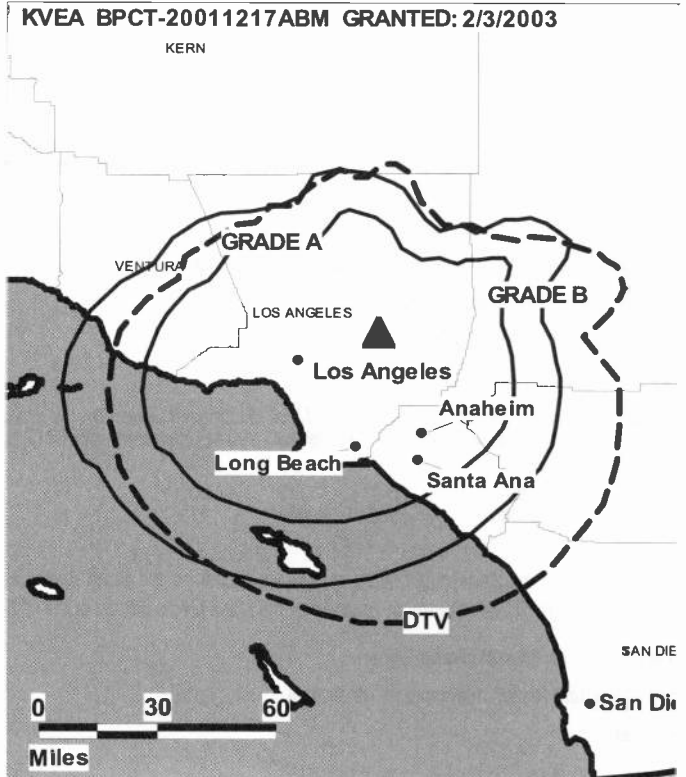 KVEA BPCT-20011217ABM GRANTED: 2/3/2003
KERN
GRADE A
VENTURA
GRADE B
LOS ANGELES
Los Angeles
Anaheim
Long Beach
Santa Ana
DTV
SAN DIE
San Di
0 30 60
Miles